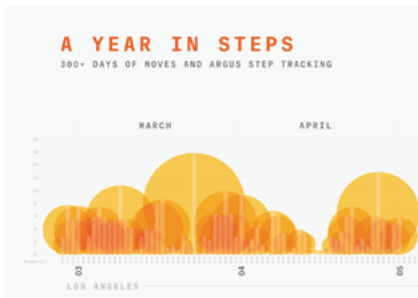 A YEAR IN STEPS
300+ DAYS OF MOVES AND ARGUS STEP TRACKING
MARCH APRIL
03 04 05
LOS ANGELES